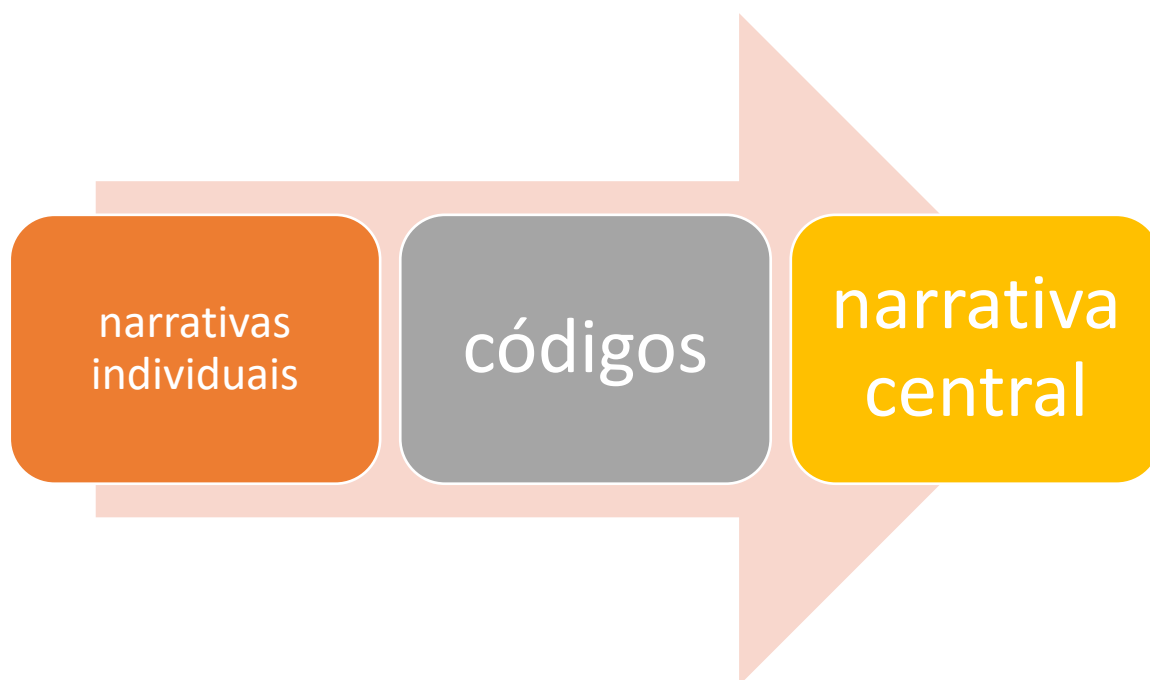 narrativas
individuais
códigos
narrativa
central